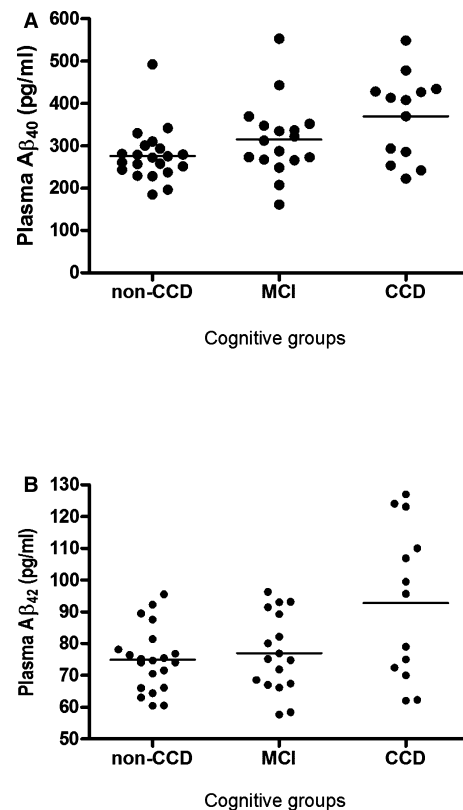 A
Plasma Aβ40 (pg/ml)
600
500
400
300
200
100
0
non-CCD MCI CCD
Cognitive groups
B
Plasma Aβ42 (pg/ml)
130
120
110
100
90
80
70
60
50
non-CCD MCI CCD
Cognitive groups